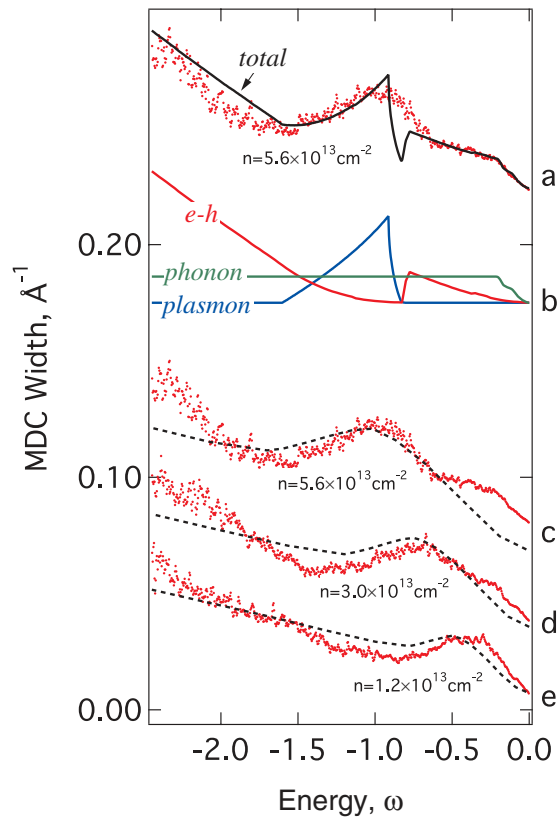 total
n=5.6×10¹³cm⁻²
a
e-h
0.20
phonon
plasmon
b
MDC Width, Å⁻¹
0.10
n=5.6×10¹³cm⁻²
c
n=3.0×10¹³cm⁻²
d
n=1.2×10¹³cm⁻²
0.00
e
-2.0 -1.5 -1.0 -0.5 0.0
Energy, ω